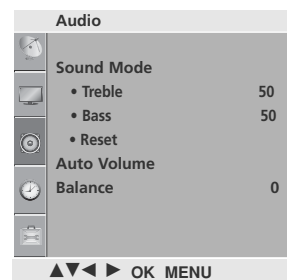 Audio
Sound Mode
• Treble 50
• Bass 50
• Reset
Auto Volume
Balance 0
▲▼◄ ► OK MENU